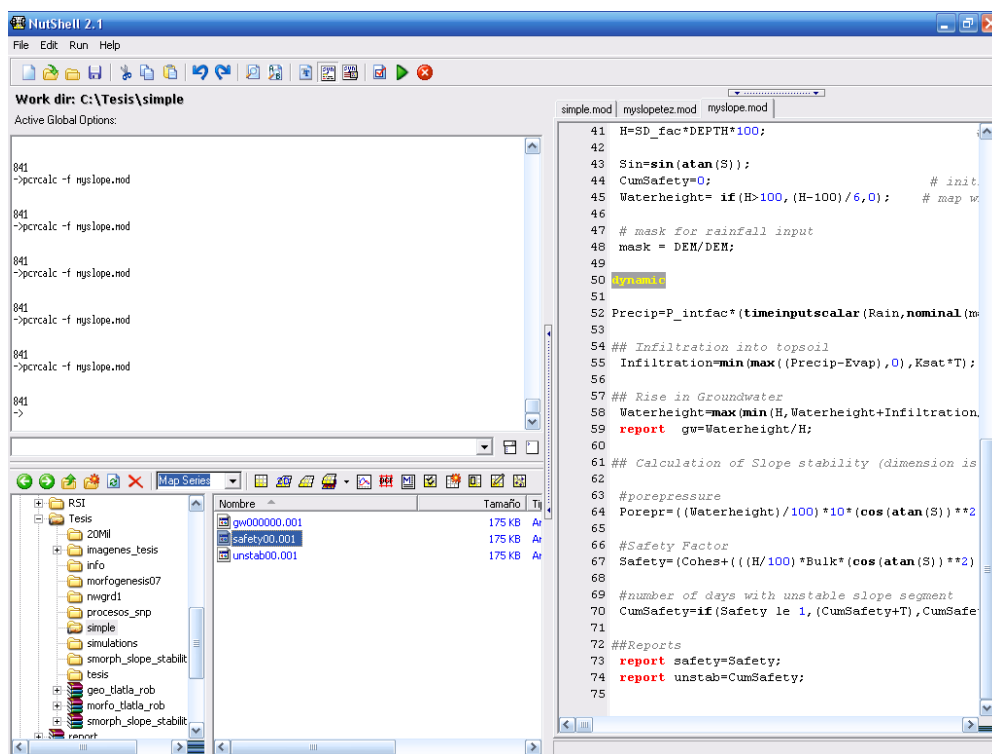 NutShell 2.1
File Edit Run Help
Work dir: C:\Tesis\simple
Active Global Options:
841
->pcrcalc -f myslope.mod
841
->pcrcalc -f myslope.mod
841
->pcrcalc -f myslope.mod
841
->pcrcalc -f myslope.mod
841
->pcrcalc -f myslope.mod
841
->
Map Series
RSI
Tesis
20Mil
imagenes_tesis
info
morfogenesis07
nwgrd1
procesos_snp
simple
simulations
smorph_slope_stabilit
tesis
geo_tlatla_rob
morfo_tlatla_rob
smorph_slope_stabilit
report
Nombre Tamaño Ti
gw000000.001 175 KB Ar
safety00.001 175 KB Ar
unstab00.001 175 KB Ar
simple.mod myslopetez.mod myslope.mod
41 H=SD_fac*DEPTH*100;
42
43 Sin=sin(atan(S));
44 CumSafety=0; # init
45 Waterheight= if(H>100,(H-100)/6,0); # map w
46
47 # mask for rainfall input
48 mask = DEM/DEM;
49
50 dynamic
51
52 Precip=P_intfac*(timeinputscalar(Rain,nominal(m
53
54 ## Infiltration into topsoil
55 Infiltration=min(max((Precip-Evap),0),Ksat*T);
56
57 ## Rise in Groundwater
58 Waterheight=max(min(H,Waterheight+Infiltration
59 report gw=Waterheight/H;
60
61 ## Calculation of Slope stability (dimension is
62
63 #porepressure
64 Porepr=((Waterheight)/100)*10*(cos(atan(S))**2
65
66 #Safety Factor
67 Safety=(Cohes+(((H/100)*Bulk*(cos(atan(S))**2)
68
69 #number of days with unstable slope segment
70 CumSafety=if(Safety le 1,(CumSafety+T),CumSafe
71
72 ##Reports
73 report safety=Safety;
74 report unstab=CumSafety;
75